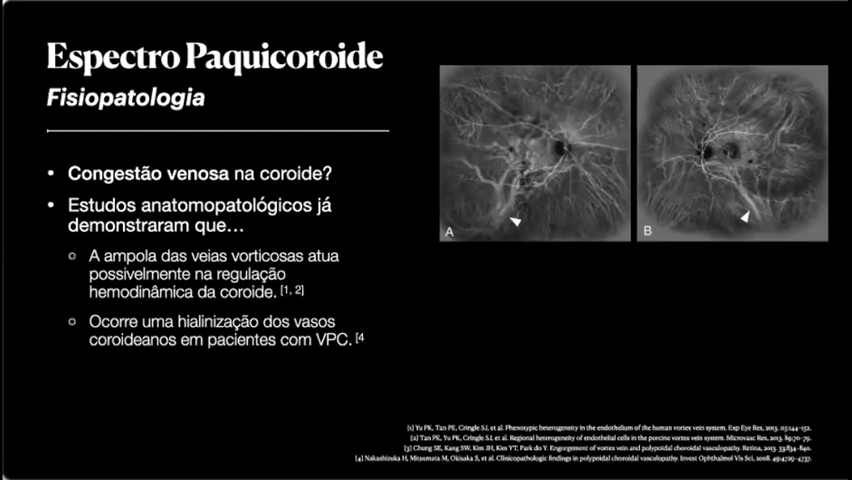 Espectro Paquicoroide
Fisiopatologia
• Congestão venosa na coroide?
• Estudos anatomopatológicos já
demonstraram que…
○ A ampola das veias vorticosas atua
possivelmente na regulação
hemodinâmica da coroide. [1, 2]
○ Ocorre uma hialinização dos vasos
coroideanos em pacientes com VPC. [4
A
B
[1] Yu PK, Tan PE, Cringle SJ, et al. Phenotypic heterogeneity in the endothelium of the human vortex vein system. Exp Eye Res, 2013. 115:144–152.
[2] Tan PE, Yu PK, Cringle SJ, et al. Regional heterogeneity of endothelial cells in the porcine vortex vein system. Microvasc Res, 2013. 89:70–79.
[3] Chung SE, Kang SW, Kim JH, Kim YT, Park do Y. Engorgement of vortex vein and polypoidal choroidal vasculopathy. Retina, 2013. 33:834–840.
[4] Nakashizuka H, Mitsumata M, Okisaka S, et al. Clinicopathologic findings in polypoidal choroidal vasculopathy. Invest Ophthalmol Vis Sci, 2008. 49:4729–4737.